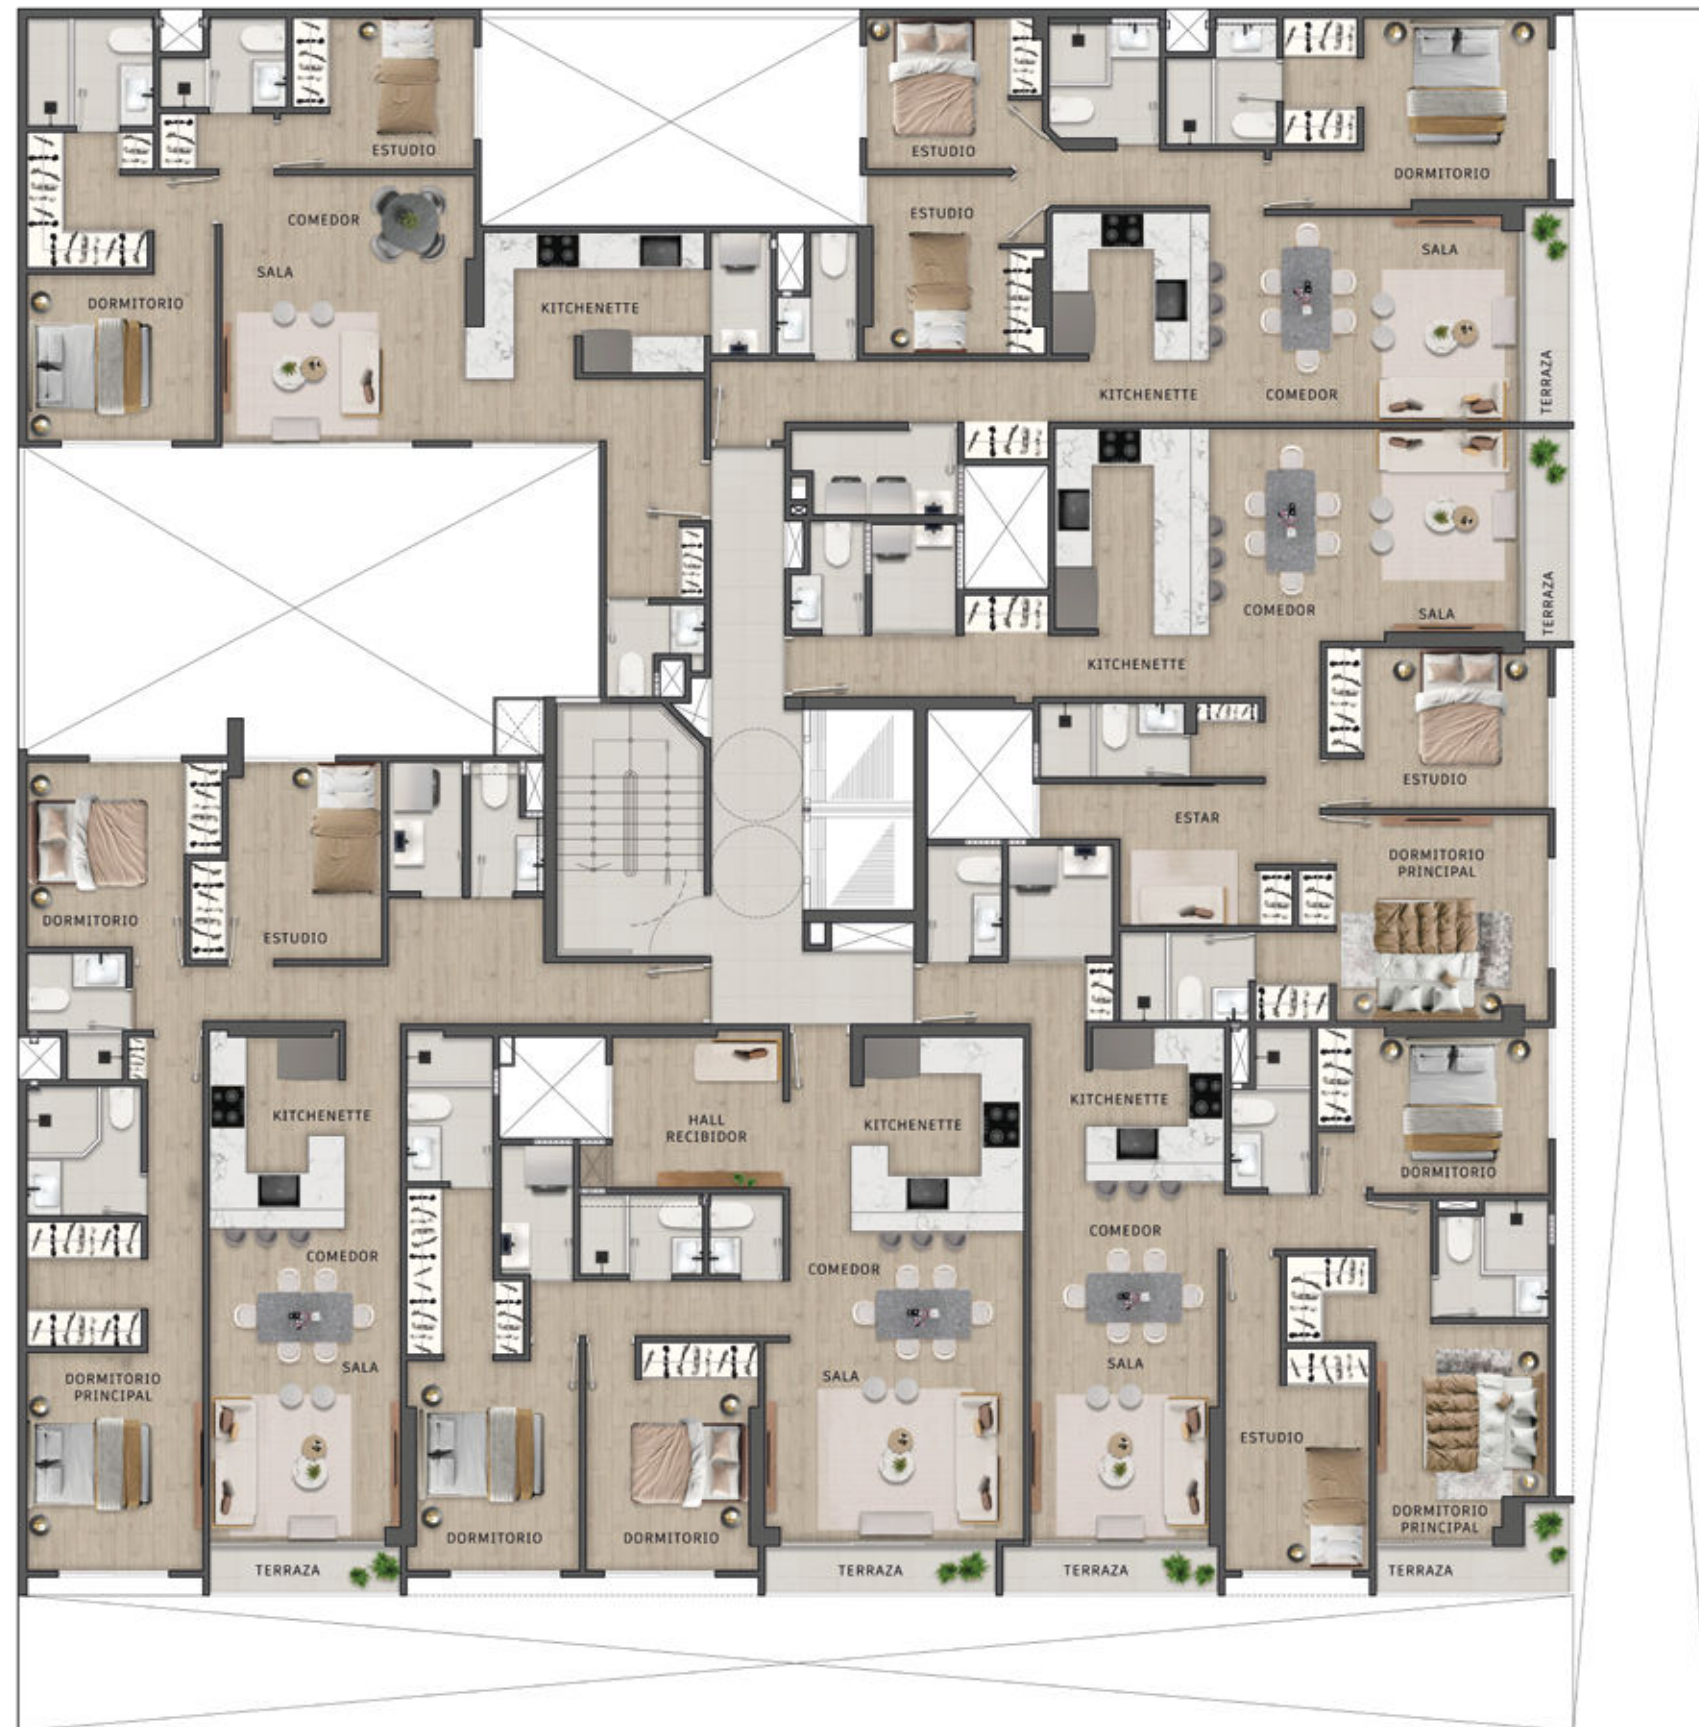 ESTUDIO
COMEDOR
SALA
DORMITORIO
KITCHENETTE
ESTUDIO
DORMITORIO
ESTUDIO
SALA
TERRAZA
KITCHENETTE
COMEDOR
TERRAZA
COMEDOR
SALA
KITCHENETTE
ESTUDIO
ESTAR
DORMITORIO
PRINCIPAL
DORMITORIO
ESTUDIO
KITCHENETTE
HALL
RECIBIDOR
KITCHENETTE
KITCHENETTE
DORMITORIO
COMEDOR
COMEDOR
COMEDOR
SALA
SALA
SALA
DORMITORIO
PRINCIPAL
ESTUDIO
DORMITORIO
PRINCIPAL
DORMITORIO
DORMITORIO
TERRAZA
TERRAZA
TERRAZA
TERRAZA